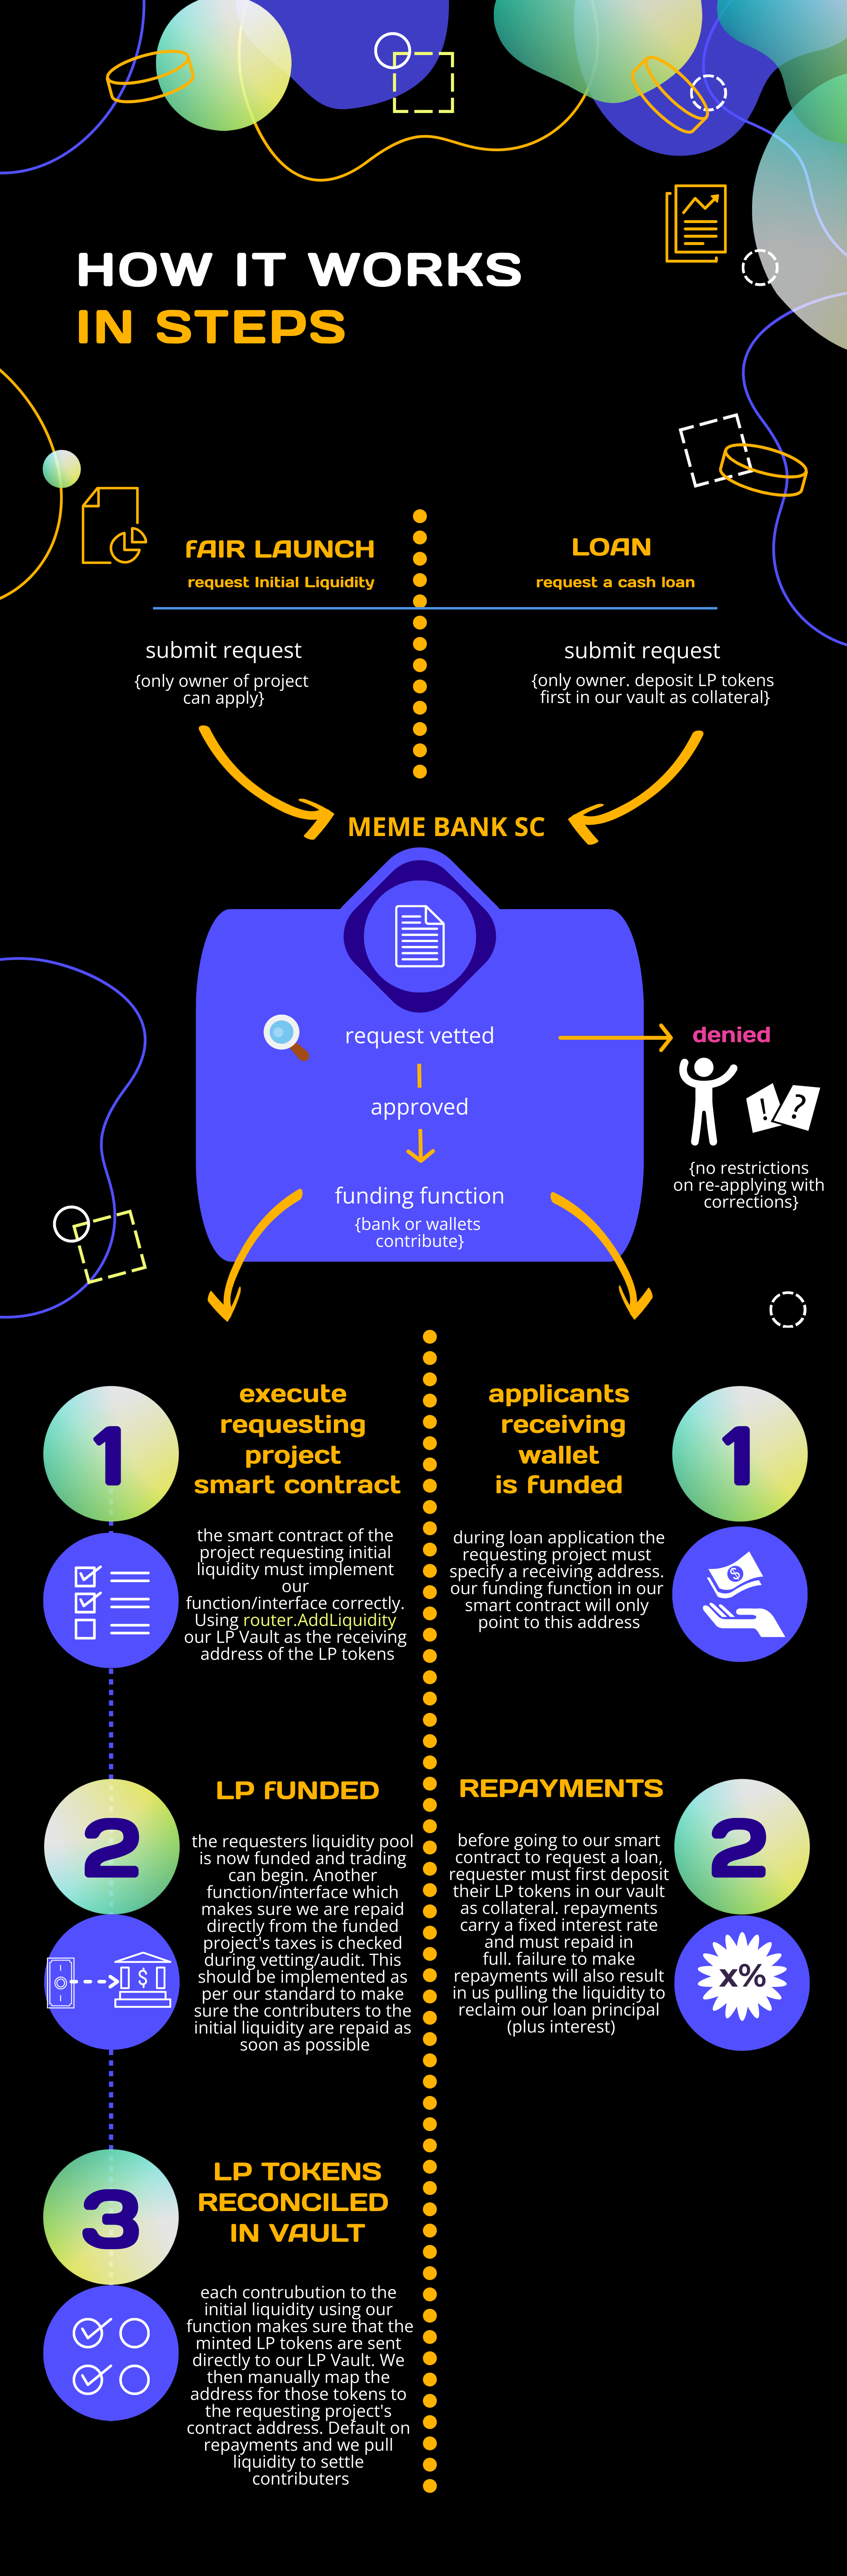 HOW IT WORKS
IN STEPS
FAIR LAUNCH
request Initial Liquidity
submit request
{only owner of project
can apply}
LOAN
request a cash loan
submit request
{only owner. deposit LP tokens
first in our vault as collateral}
MEME BANK SC
request vetted
approved
funding function
{bank or wallets
contribute}
denied
!
?
{no restrictions
on re-applying with
corrections}
1
execute
requesting
project
smart contract
the smart contract of the
project requesting initial
liquidity must implement
our
function/interface correctly.
Using router.AddLiquidity
our LP Vault as the receiving
address of the LP tokens
2
LP FUNDED
the requesters liquidity pool
is now funded and trading
can begin. Another
function/interface which
makes sure we are repaid
directly from the funded
project's taxes is checked
during vetting/audit. This
should be implemented as
per our standard to make
sure the contributers to the
initial liquidity are repaid as
soon as possible
$
3
LP TOKENS
RECONCILED
IN VAULT
each contrubution to the
initial liquidity using our
function makes sure that the
minted LP tokens are sent
directly to our LP Vault. We
then manually map the
address for those tokens to
the requesting project's
contract address. Default on
repayments and we pull
liquidity to settle
contributers
applicants
receiving
wallet
is funded
1
during loan application the
requesting project must
specify a receiving address.
our funding function in our
smart contract will only
point to this address
$
REPAYMENTS
2
before going to our smart
contract to request a loan,
requester must first deposit
their LP tokens in our vault
as collateral. repayments
carry a fixed interest rate
and must repaid in
full. failure to make
repayments will also result
in us pulling the liquidity to
reclaim our loan principal
(plus interest)
x%